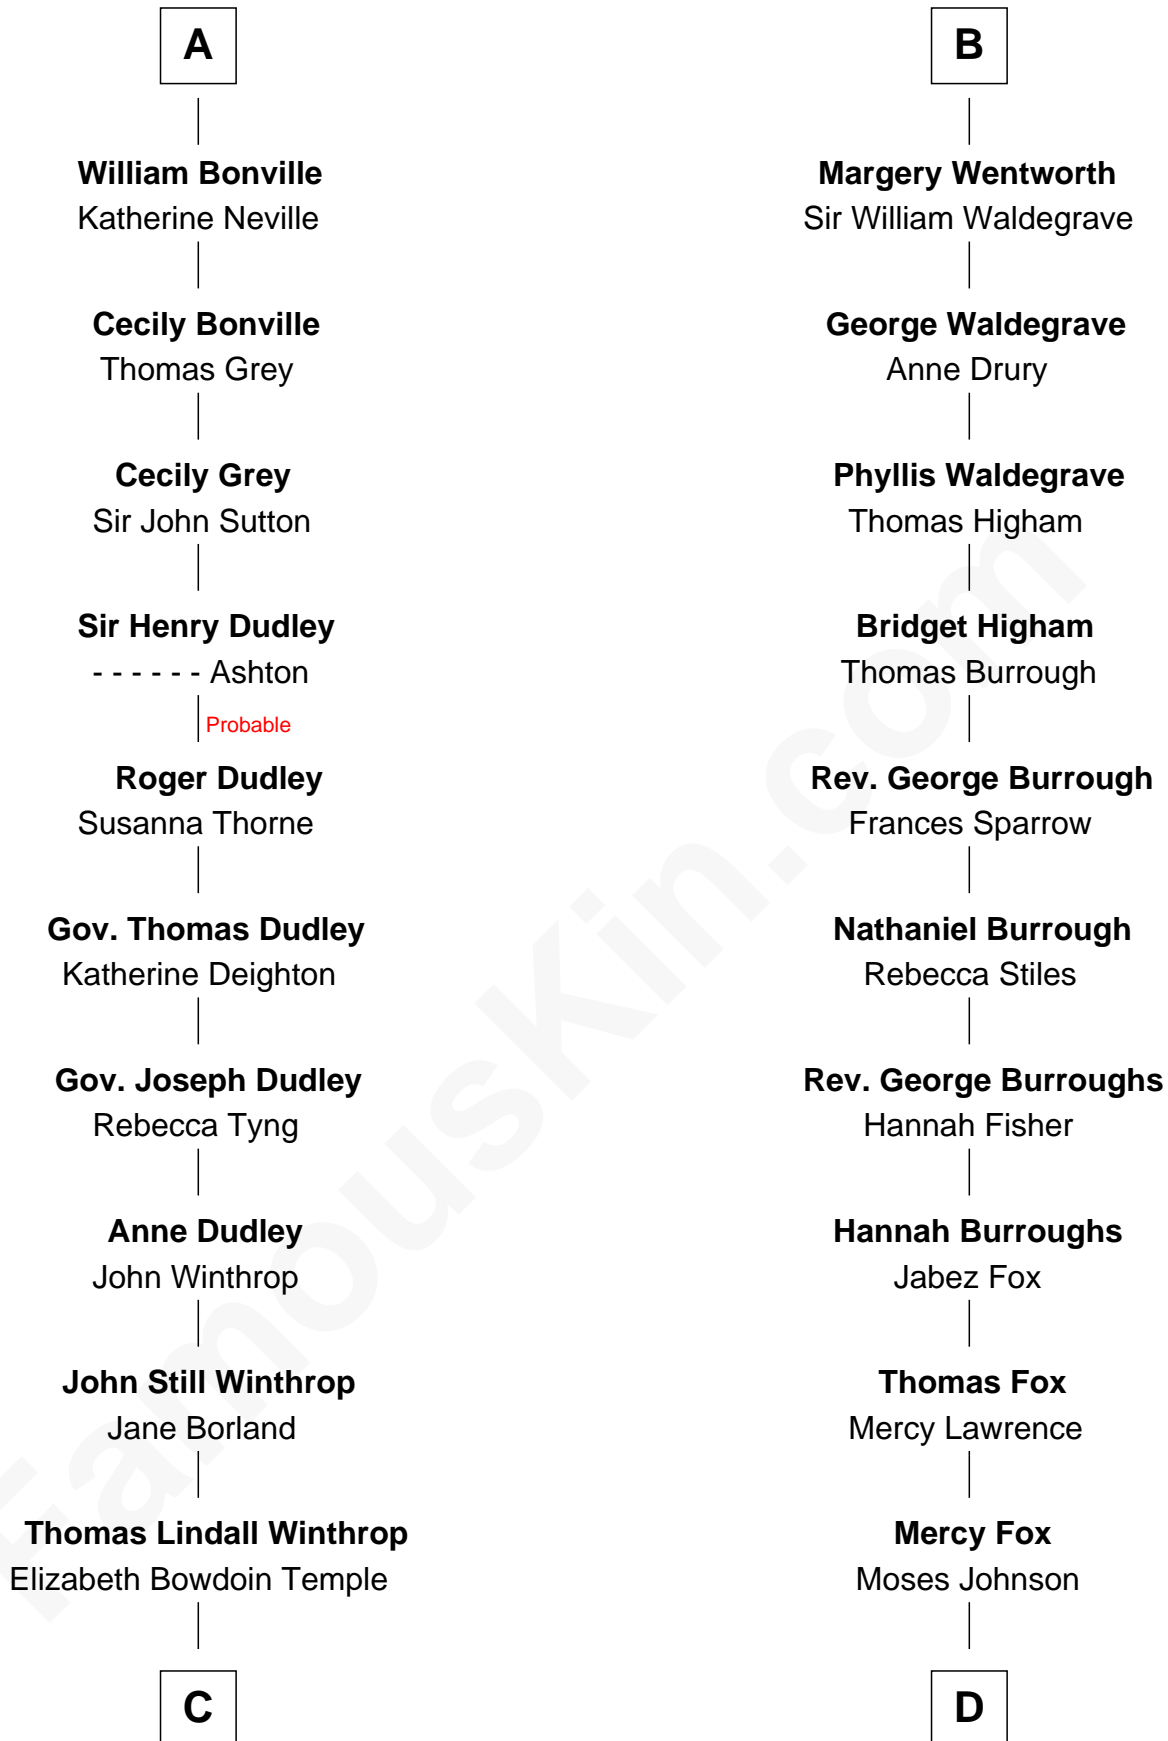 A
William Bonville
Katherine Neville
Cecily Bonville
Thomas Grey
Cecily Grey
Sir John Sutton
Sir Henry Dudley
- - - - - - Ashton
Probable
Roger Dudley
Susanna Thorne
Gov. Thomas Dudley
Katherine Deighton
Gov. Joseph Dudley
Rebecca Tyng
Anne Dudley
John Winthrop
John Still Winthrop
Jane Borland
Thomas Lindall Winthrop
Elizabeth Bowdoin Temple
C
B
Margery Wentworth
Sir William Waldegrave
George Waldegrave
Anne Drury
Phyllis Waldegrave
Thomas Higham
Bridget Higham
Thomas Burrough
Rev. George Burrough
Frances Sparrow
Nathaniel Burrough
Rebecca Stiles
Rev. George Burroughs
Hannah Fisher
Hannah Burroughs
Jabez Fox
Thomas Fox
Mercy Lawrence
Mercy Fox
Moses Johnson
D
FamousKin.com